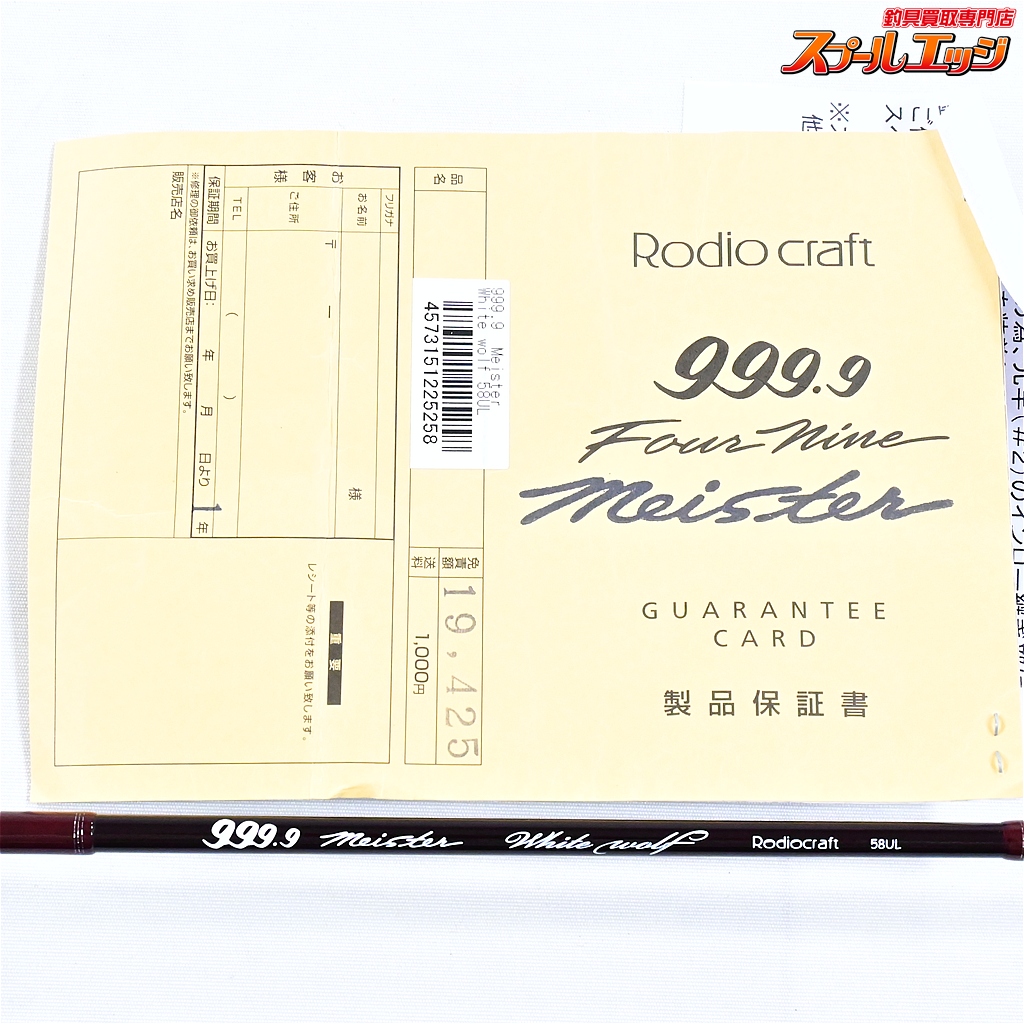 釣具買取専門店
スプールエッジ
Rodio craft
999.9
Four Nine
Meister
GUARANTEE
CARD
製品保証書
品名
999.9 Meister
White wolf 58UL
4573151225258
免責額
19,425
送料
1,000円
フリガナ
お名前
様
お客様
ご住所
〒 ー
TEL
( )
保証期間 お買上げ日: 年 月 日より1年
※修理の御依頼は、お買い求め販売店までお願い致します。
販売店名
重要
レシート等の添付をお願い致します。
999.9 Meister White wolf Rodiocraft 58UL